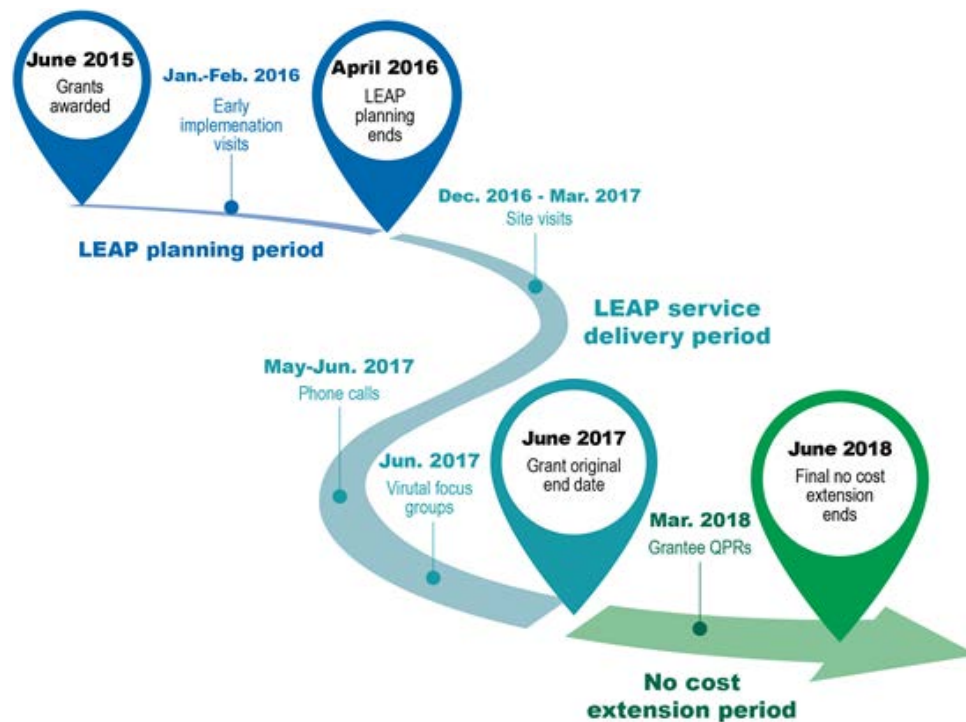 June 2015
Grants
awarded
Jan.-Feb. 2016
Early
implemenation
visits
April 2016
LEAP
planning
ends
LEAP planning period
Dec. 2016 - Mar. 2017
Site visits
LEAP service
delivery period
May-Jun. 2017
Phone calls
Jun. 2017
Virutal focus
groups
June 2017
Grant original
end date
Mar. 2018
Grantee QPRs
June 2018
Final no cost
extension
ends
No cost
extension period